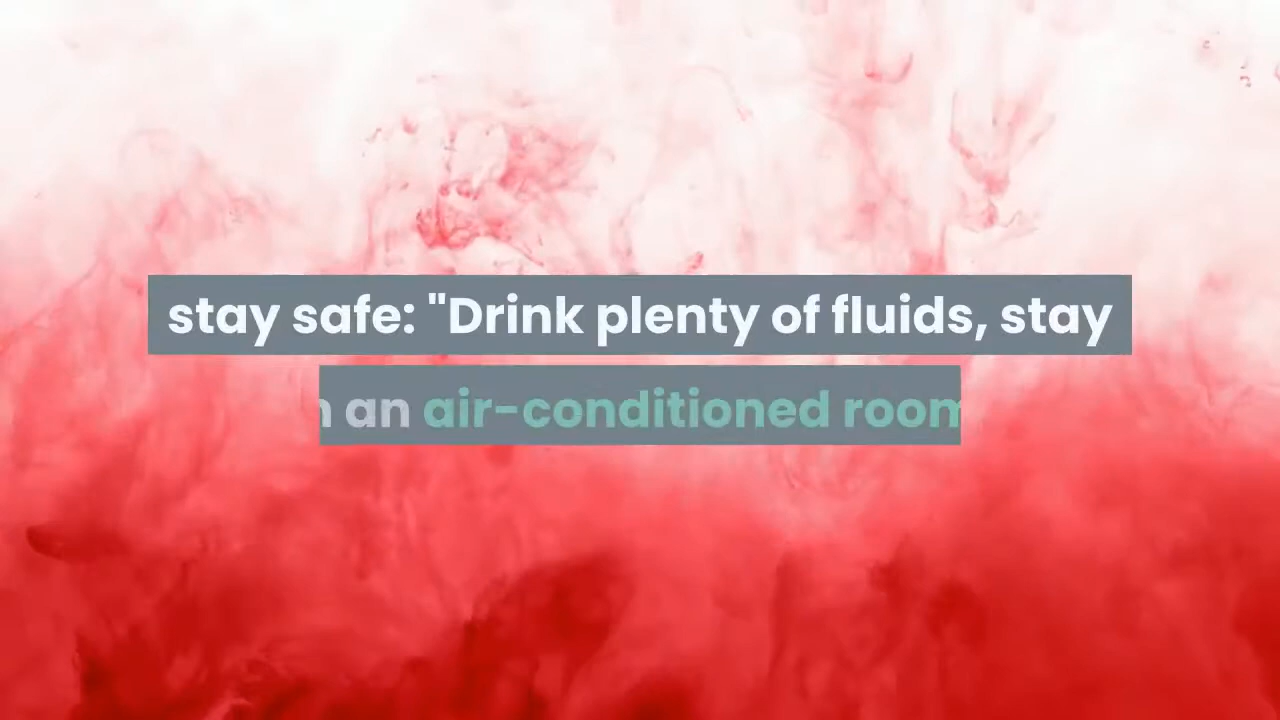 stay safe: "Drink plenty of fluids, stay
an air-conditioned room